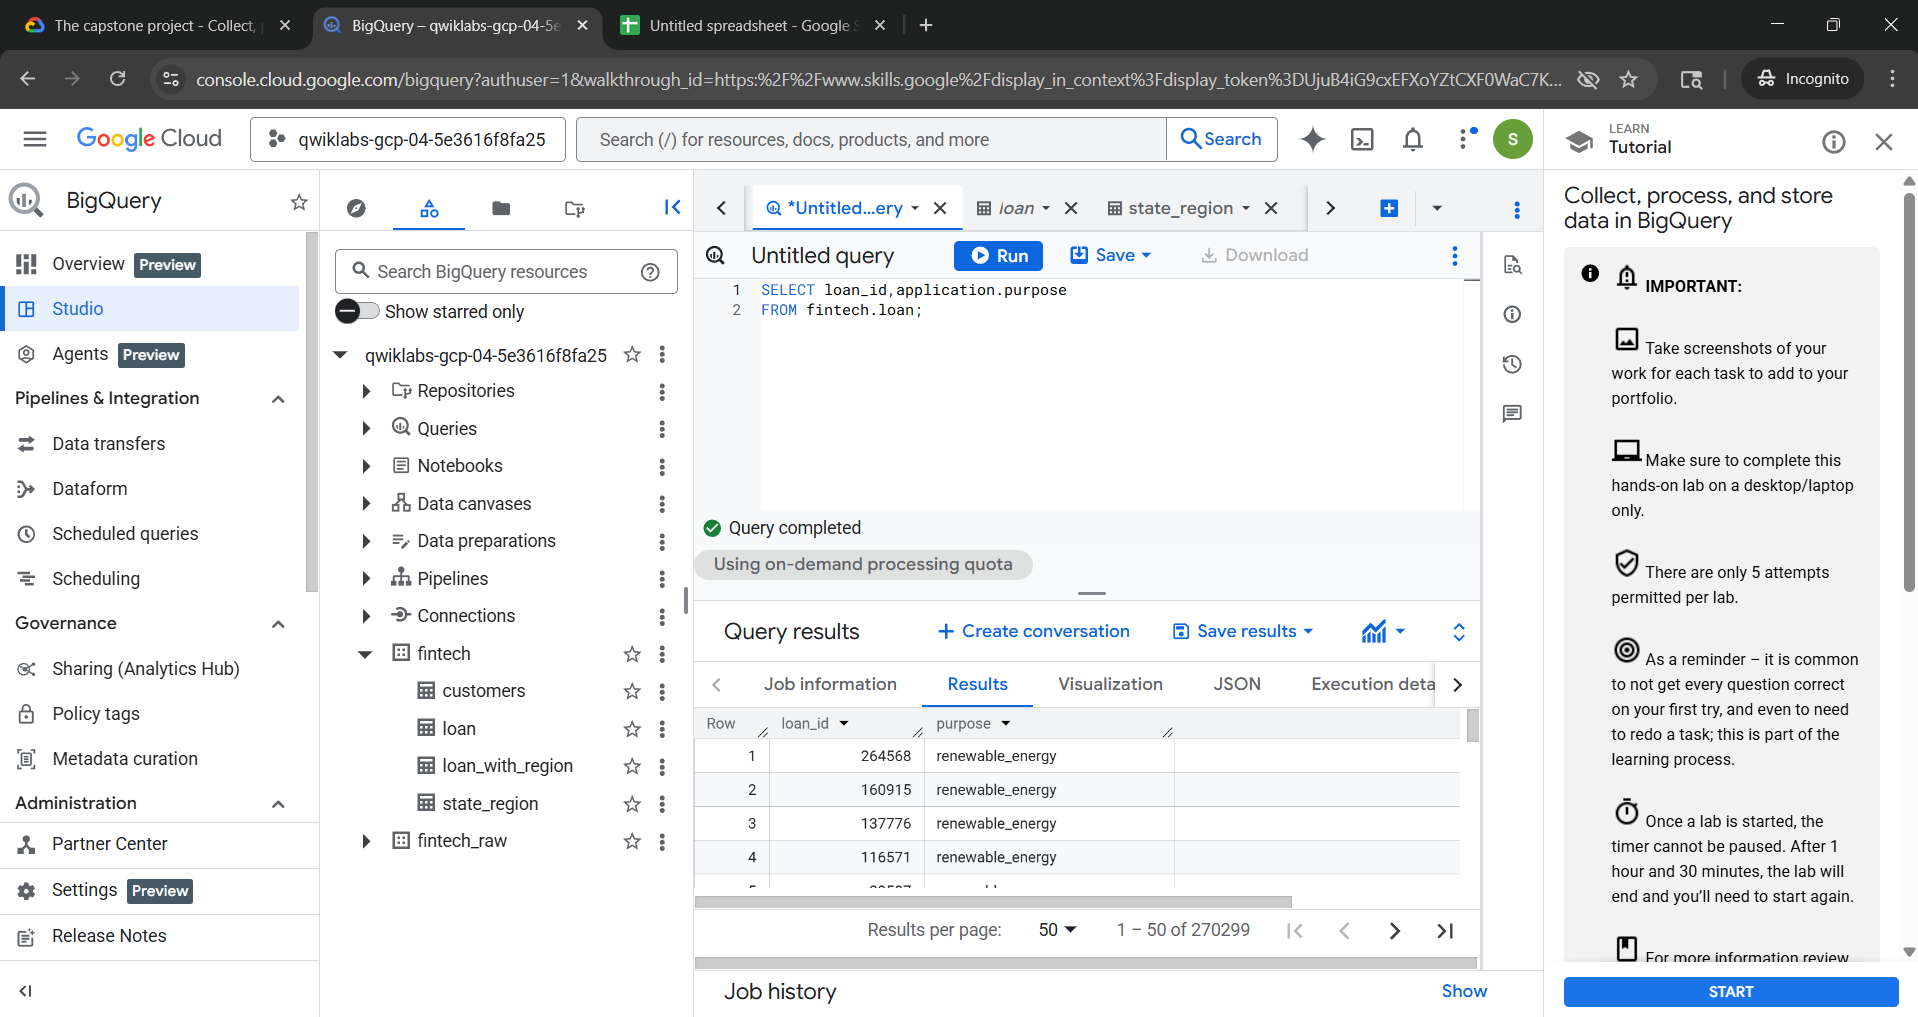 The capstone project - Collect,
BigQuery – qwiklabs-gcp-04-5e
Untitled spreadsheet - Google S
console.cloud.google.com/bigquery?authuser=1&walkthrough_id=https:%2F%2Fwww.skills.google%2Fdisplay_in_context%3Fdisplay_token%3DUjuB4iG9cxEFXoYZtCXF0WaC7K...
Incognito
Google Cloud
qwiklabs-gcp-04-5e3616f8fa25
Search (/) for resources, docs, products, and more
Search
S
LEARN
Tutorial
BigQuery
Overview Preview
Studio
Agents Preview
Pipelines & Integration
Data transfers
Dataform
Scheduled queries
Scheduling
Governance
Sharing (Analytics Hub)
Policy tags
Metadata curation
Administration
Partner Center
Settings Preview
Release Notes
Search BigQuery resources
Show starred only
qwiklabs-gcp-04-5e3616f8fa25
Repositories
Queries
Notebooks
Data canvases
Data preparations
Pipelines
Connections
fintech
customers
loan
loan_with_region
state_region
fintech_raw
*Untitled...ery
loan
state_region
Untitled query
Run
Save
Download
1 SELECT loan_id,application.purpose
2 FROM fintech.loan;
Query completed
Using on-demand processing quota
Query results
Create conversation
Save results
Job information
Results
Visualization
JSON
Execution deta
Row loan_id purpose
1 264568 renewable_energy
2 160915 renewable_energy
3 137776 renewable_energy
4 116571 renewable_energy
Results per page: 50 1 – 50 of 270299
Job history
Show
Collect, process, and store
data in BigQuery
IMPORTANT:
Take screenshots of your
work for each task to add to your
portfolio.
Make sure to complete this
hands-on lab on a desktop/laptop
only.
There are only 5 attempts
permitted per lab.
As a reminder – it is common
to not get every question correct
on your first try, and even to need
to redo a task; this is part of the
learning process.
Once a lab is started, the
timer cannot be paused. After 1
hour and 30 minutes, the lab will
end and you'll need to start again.
For more information review
START